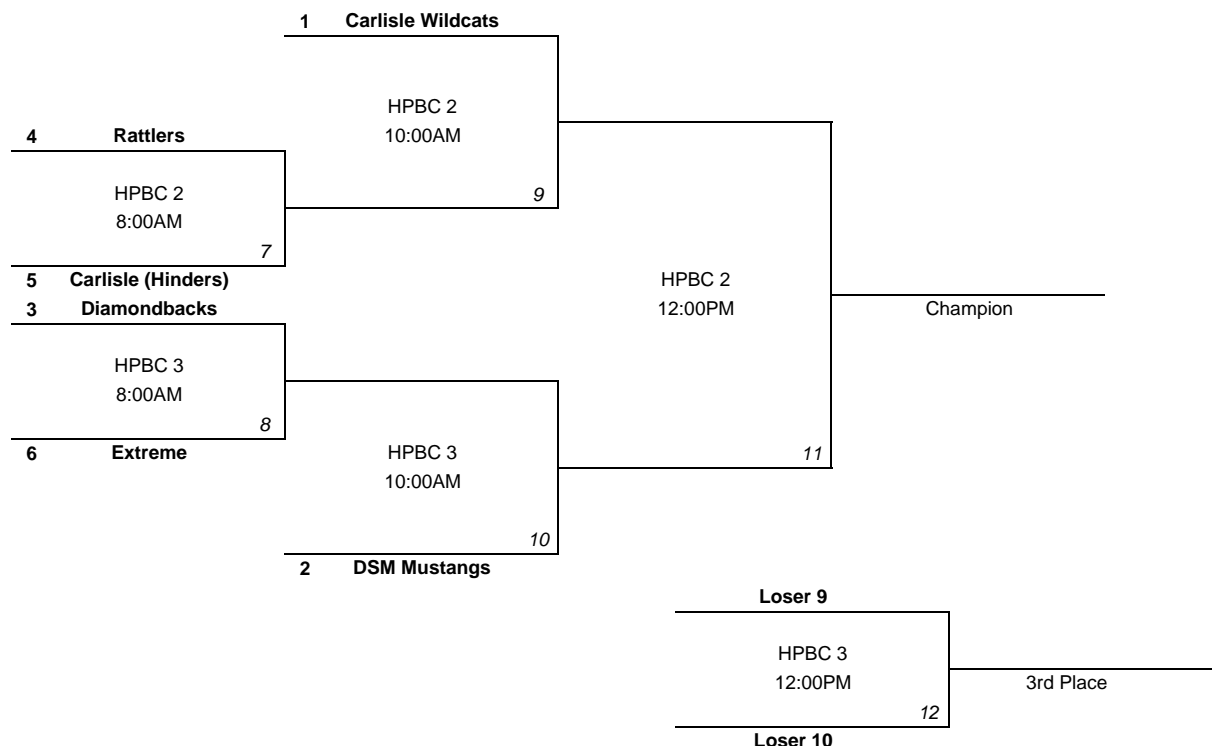 1 Carlisle Wildcats
HPBC 2
10:00AM
9
4 Rattlers
HPBC 2
8:00AM
7
5 Carlisle (Hinders)
3 Diamondbacks
HPBC 3
8:00AM
8
6 Extreme
HPBC 3
10:00AM
10
2 DSM Mustangs
HPBC 2
12:00PM
11
Champion
Loser 9
HPBC 3
12:00PM
12
Loser 10
3rd Place